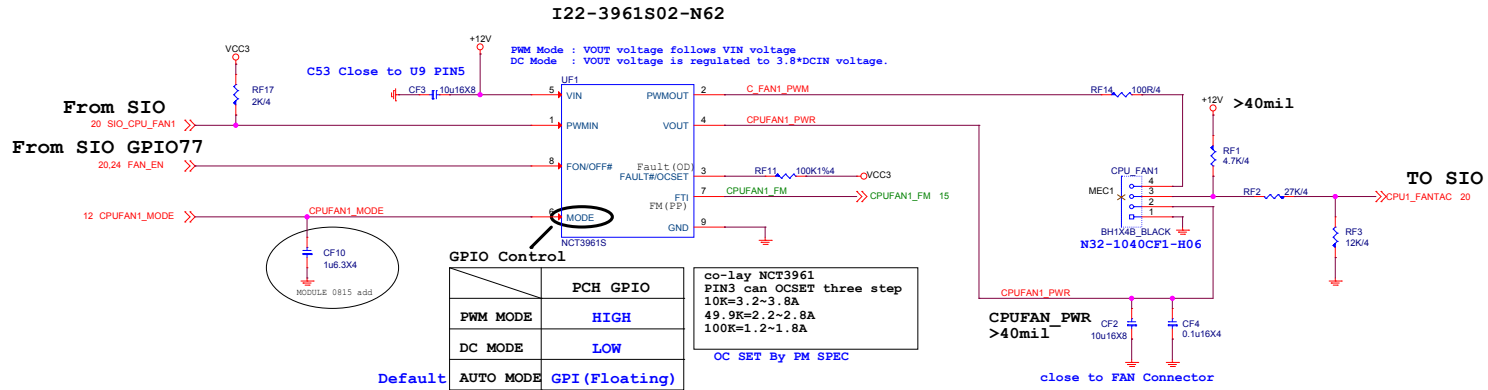 I22-3961S02-N62
+12V
VCC3
PWM Mode : VOUT voltage follows VIN voltage
DC Mode : VOUT voltage is regulated to 3.8*DCIN voltage.
C53 Close to U9 PIN5
UF1
RF17
2K/4
CF3
10u16X8
5
VIN
PWMOUT
2
C_FAN1_PWM
RF14
100R/4
From SIO
20 SIO_CPU_FAN1
1
PWMIN
VOUT
4
CPUFAN1_PWR
+12V
>40mil
From SIO GPIO77
20,24 FAN_EN
8
FON/OFF#
Fault(OD)
FAULT#/OCSET
3
RF11
100K1%4
VCC3
RF1
4.7K/4
CPU_FAN1
MEC1
4
3
2
1
RF2
27K/4
TO SIO
CPU1_FANTAC 20
FTI
7
CPUFAN1_FM
CPUFAN1_FM 15
FM(PP)
12 CPUFAN1_MODE
CPUFAN1_MODE
6
MODE
GND
9
NCT3961S
BH1X4B_BLACK
N32-1040CF1-H06
RF3
12K/4
CF10
1u6.3X4
MODULE 0815 add
GPIO Control
PCH GPIO
PWM MODE HIGH
DC MODE LOW
Default AUTO MODE GPI(Floating)
co-lay NCT3961
PIN3 can OCSET three step
10K=3.2~3.8A
49.9K=2.2~2.8A
100K=1.2~1.8A
OC SET By PM SPEC
CPUFAN1_PWR
CPUFAN_PWR
>40mil
CF2
10u16X8
CF4
0.1u16X4
close to FAN Connector